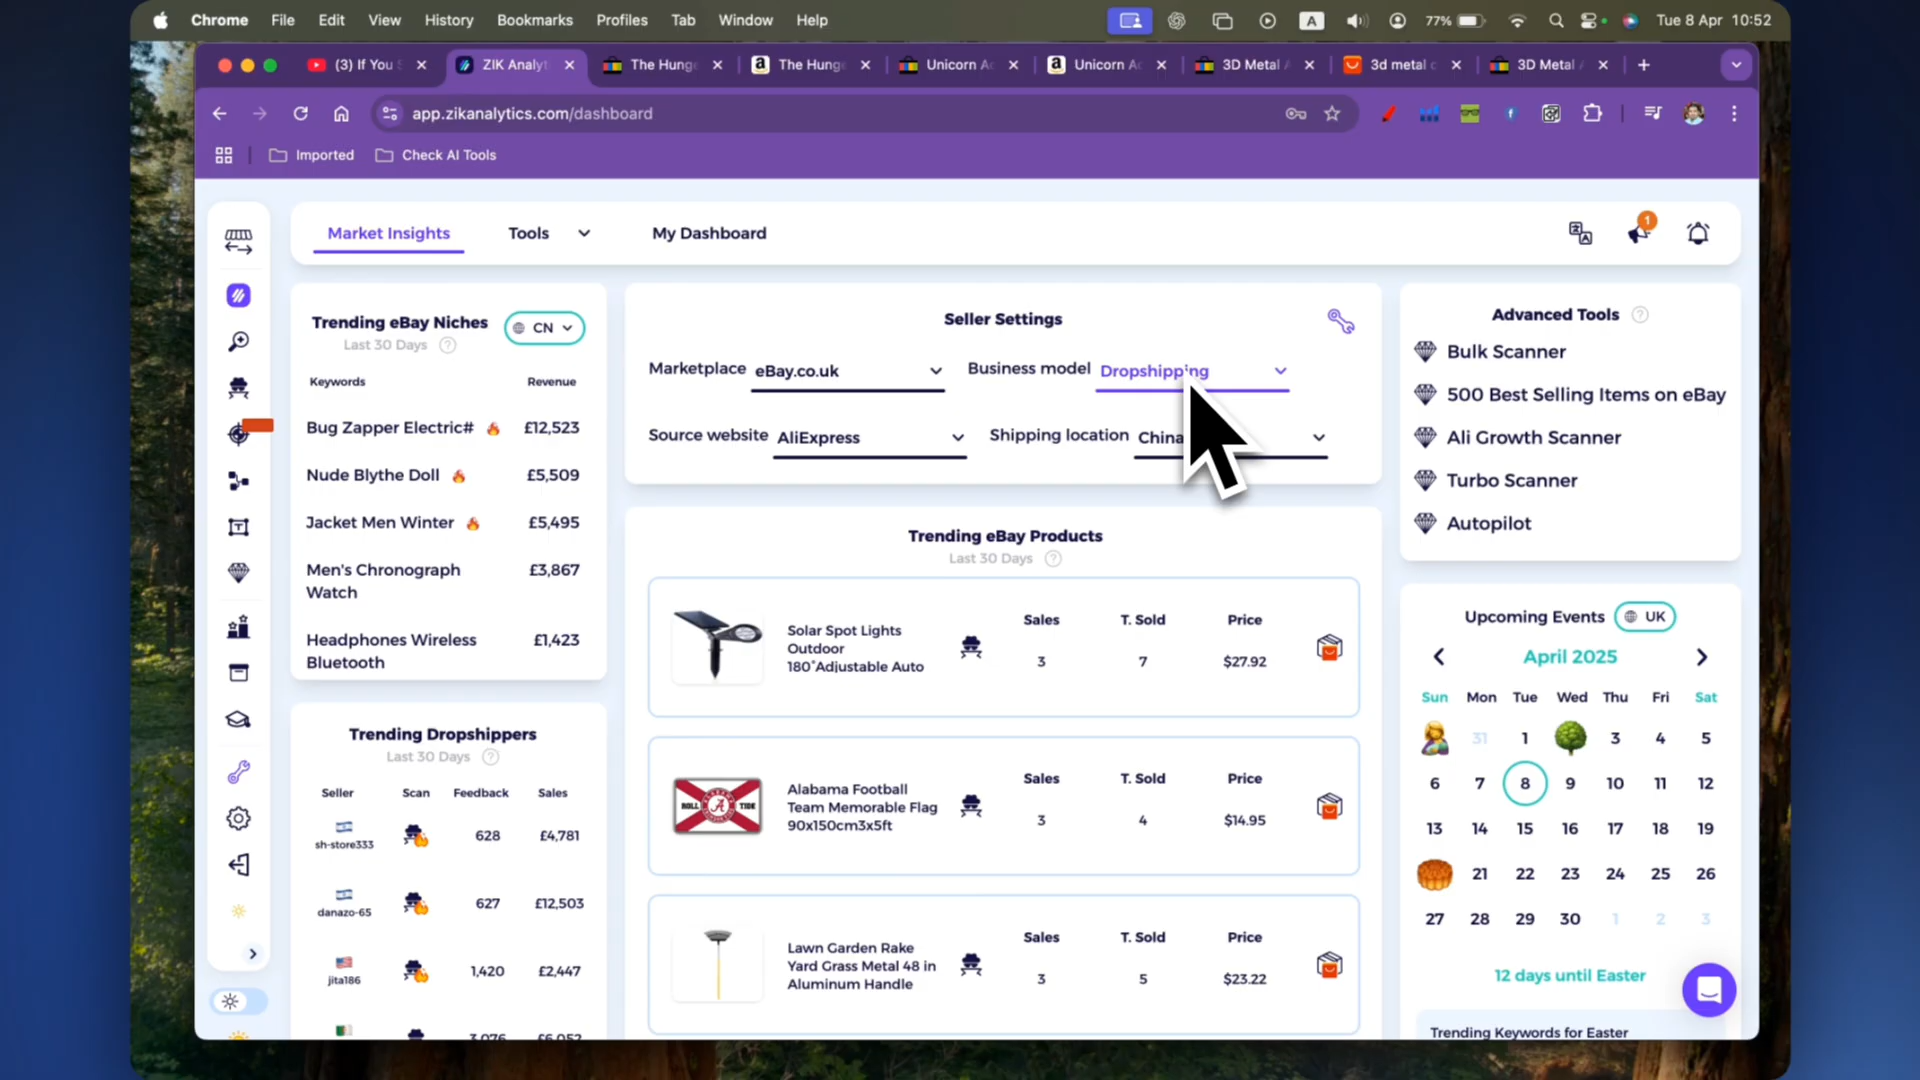 Chrome File Edit View History Bookmarks Profiles Tab Window Help
A 77% Tue 8 Apr 10:52
(3) If You S
ZIK Analyt
The Hunge
The Hunge
Unicorn Ac
Unicorn Ac
3D Metal A
3d metal c
3D Metal A
app.zikanalytics.com/dashboard
Imported
Check AI Tools
Market Insights
Tools
My Dashboard
1
Trending eBay Niches
CN
Last 30 Days
Keywords Revenue
Bug Zapper Electric# £12,523
Nude Blythe Doll £5,509
Jacket Men Winter £5,495
Men's Chronograph £3,867
Watch
Headphones Wireless £1,423
Bluetooth
Trending Dropshippers
Last 30 Days
Seller Scan Feedback Sales
sh-store333 628 £4,781
danazo-65 627 £12,503
jita186 1,420 £2,447
3,076 £6,052
Seller Settings
Marketplace eBay.co.uk
Business model Dropshipping
Source website AliExpress
Shipping location China
Trending eBay Products
Last 30 Days
Solar Spot Lights
Outdoor
180°Adjustable Auto
Sales T. Sold Price
3 7 $27.92
ROLL A TIDE
Alabama Football
Team Memorable Flag
90x150cm3x5ft
Sales T. Sold Price
3 4 $14.95
Lawn Garden Rake
Yard Grass Metal 48 in
Aluminum Handle
Sales T. Sold Price
3 5 $23.22
Advanced Tools
Bulk Scanner
500 Best Selling Items on eBay
Ali Growth Scanner
Turbo Scanner
Autopilot
Upcoming Events
UK
April 2025
Sun Mon Tue Wed Thu Fri Sat
31 1 3 4 5
6 7 8 9 10 11 12
13 14 15 16 17 18 19
21 22 23 24 25 26
27 28 29 30 1 2 3
12 days until Easter
Trending Keywords for Easter